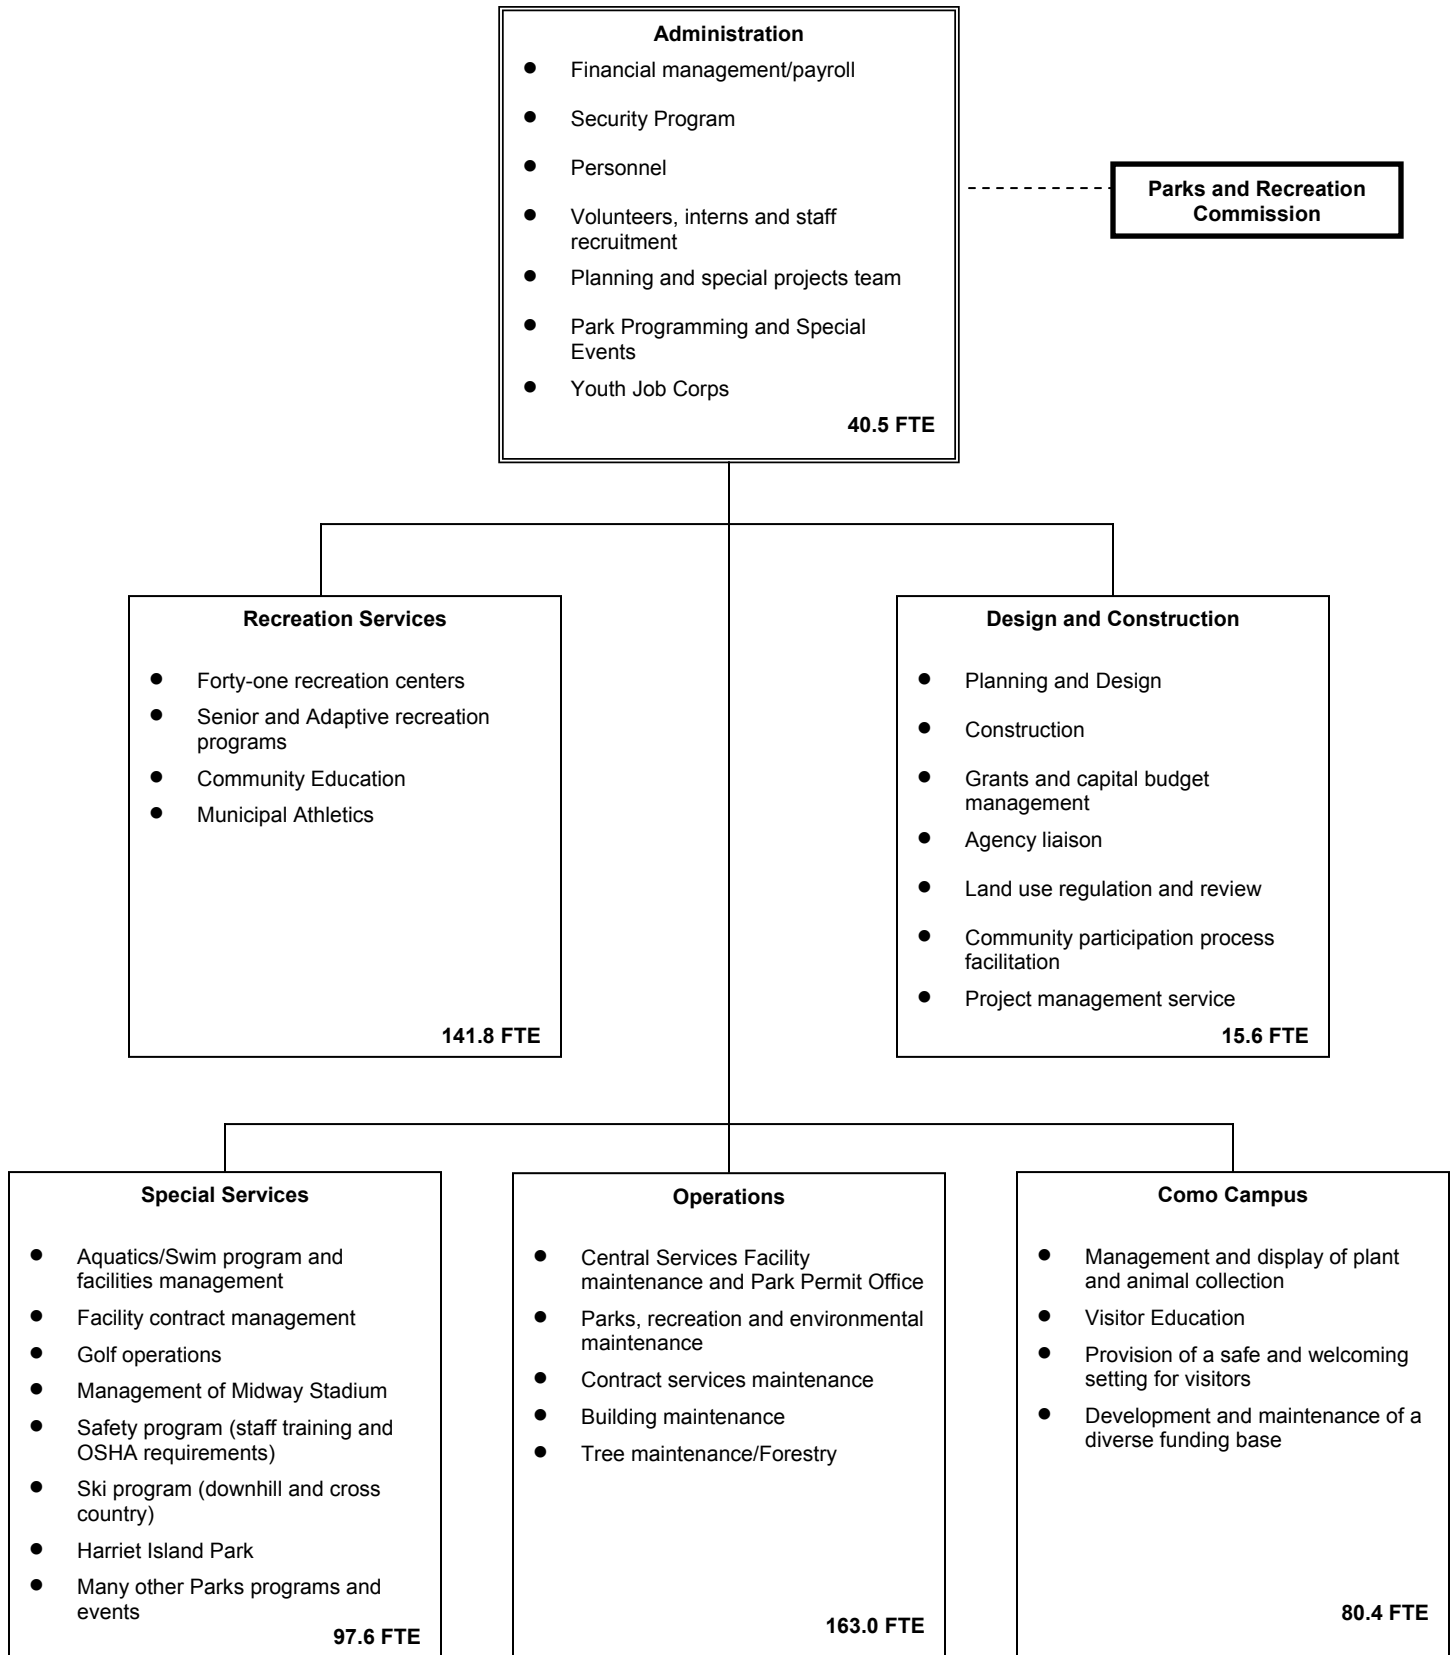 Administration
● Financial management/payroll
● Security Program
● Personnel
● Volunteers, interns and staff
recruitment
● Planning and special projects team
● Park Programming and Special
Events
● Youth Job Corps
40.5 FTE
Parks and Recreation
Commission
Recreation Services
● Forty-one recreation centers
● Senior and Adaptive recreation
programs
● Community Education
● Municipal Athletics
141.8 FTE
Design and Construction
● Planning and Design
● Construction
● Grants and capital budget
management
● Agency liaison
● Land use regulation and review
● Community participation process
facilitation
● Project management service
15.6 FTE
Special Services
● Aquatics/Swim program and
facilities management
● Facility contract management
● Golf operations
● Management of Midway Stadium
● Safety program (staff training and
OSHA requirements)
● Ski program (downhill and cross
country)
● Harriet Island Park
● Many other Parks programs and
events
97.6 FTE
Operations
● Central Services Facility
maintenance and Park Permit Office
● Parks, recreation and environmental
maintenance
● Contract services maintenance
● Building maintenance
● Tree maintenance/Forestry
163.0 FTE
Como Campus
● Management and display of plant
and animal collection
● Visitor Education
● Provision of a safe and welcoming
setting for visitors
● Development and maintenance of a
diverse funding base
80.4 FTE